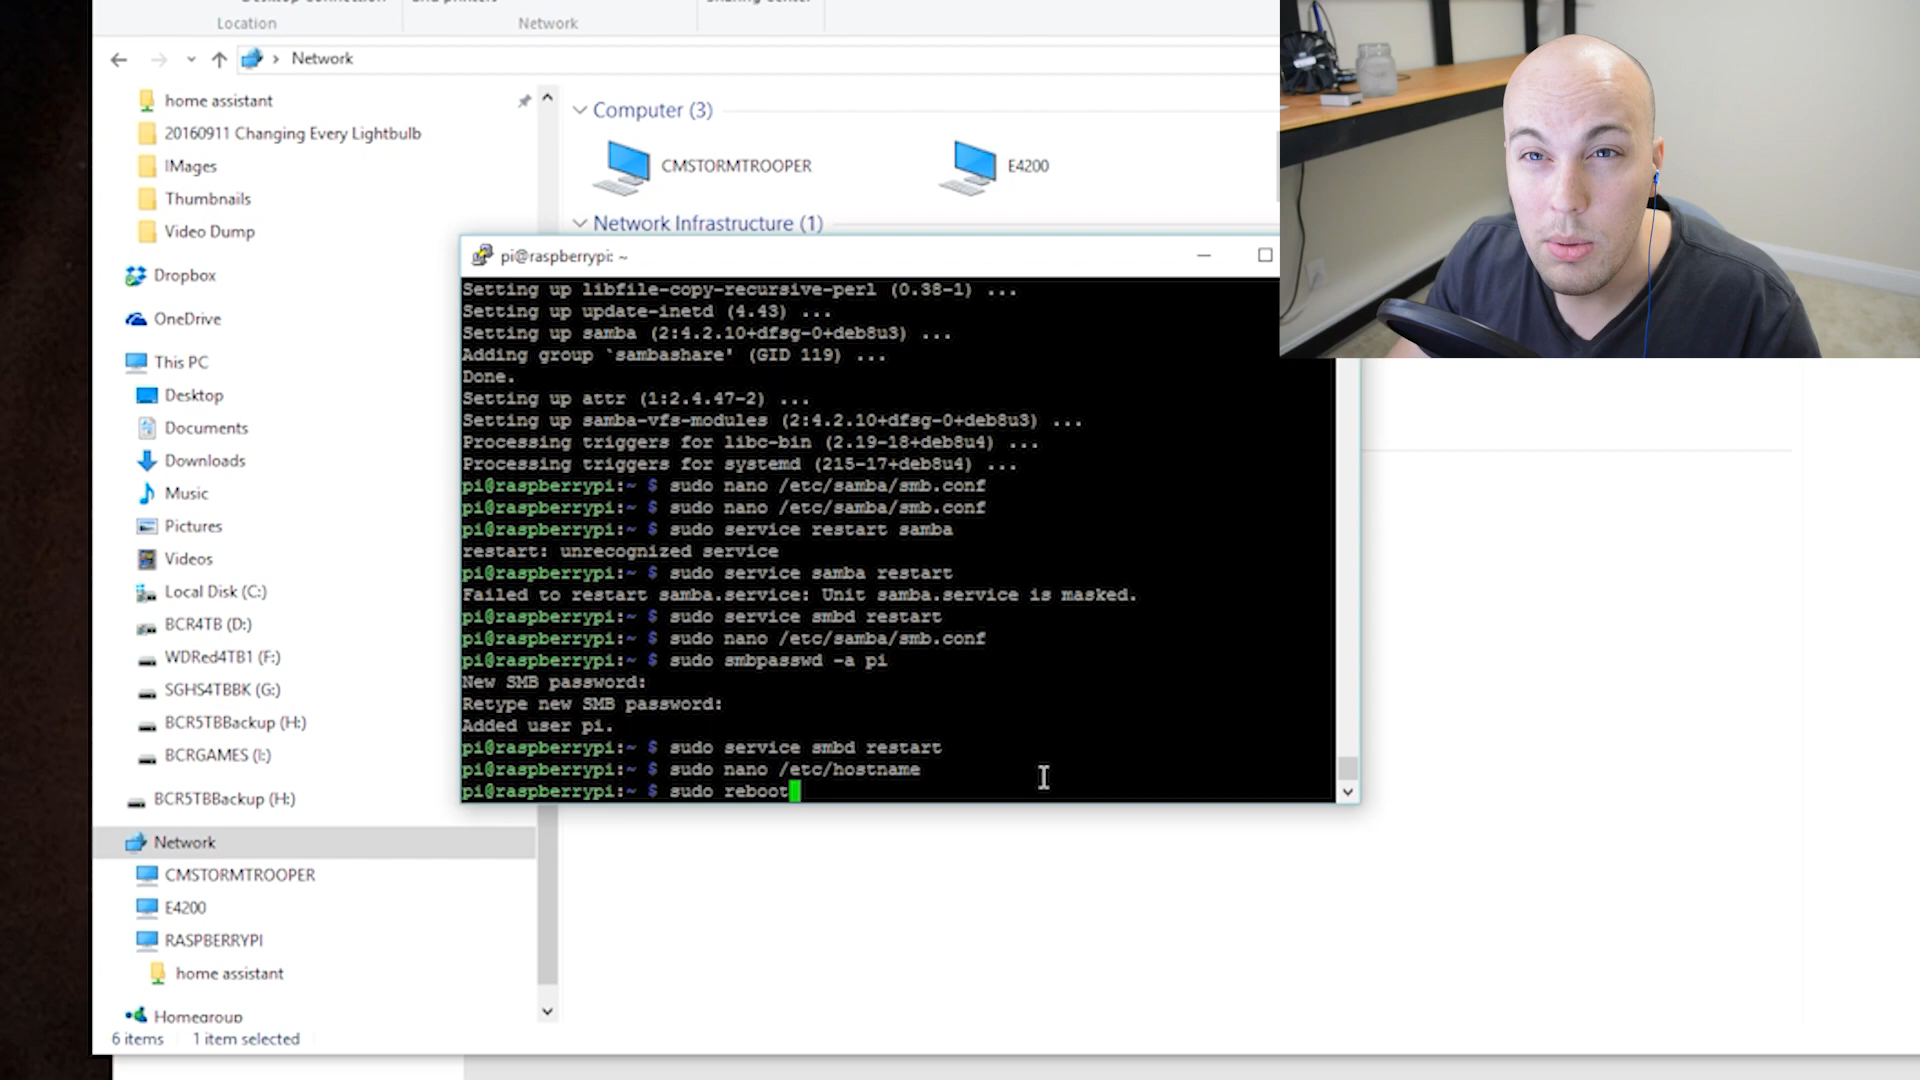 Location
Network
Network
home assistant
20160911 Changing Every Lightbulb
IMages
Thumbnails
Video Dump
Dropbox
OneDrive
This PC
Desktop
Documents
Downloads
Music
Pictures
Videos
Local Disk (C:)
BCR4TB (D:)
WDRed4TB1 (F:)
SGHS4TBBK (G:)
BCR5TBBackup (H:)
BCRGAMES (I:)
BCR5TBBackup (H:)
Network
CMSTORMTROOPER
E4200
RASPBERRYPI
home assistant
Homegroup
6 items 1 item selected
Computer (3)
CMSTORMTROOPER
E4200
Network Infrastructure (1)
pi@raspberrypi: ~
Setting up libfile-copy-recursive-perl (0.38-1) ...
Setting up update-inetd (4.43) ...
Setting up samba (2:4.2.10+dfsg-0+deb8u3) ...
Adding group `sambashare' (GID 119) ...
Done.
Setting up attr (1:2.4.47-2) ...
Setting up samba-vfs-modules (2:4.2.10+dfsg-0+deb8u3) ...
Processing triggers for libc-bin (2.19-18+deb8u4) ...
Processing triggers for systemd (215-17+deb8u4) ...
pi@raspberrypi:~ $ sudo nano /etc/samba/smb.conf
pi@raspberrypi:~ $ sudo nano /etc/samba/smb.conf
pi@raspberrypi:~ $ sudo service restart samba
restart: unrecognized service
pi@raspberrypi:~ $ sudo service samba restart
Failed to restart samba.service: Unit samba.service is masked.
pi@raspberrypi:~ $ sudo service smbd restart
pi@raspberrypi:~ $ sudo nano /etc/samba/smb.conf
pi@raspberrypi:~ $ sudo smbpasswd -a pi
New SMB password:
Retype new SMB password:
Added user pi.
pi@raspberrypi:~ $ sudo service smbd restart
pi@raspberrypi:~ $ sudo nano /etc/hostname
pi@raspberrypi:~ $ sudo reboot